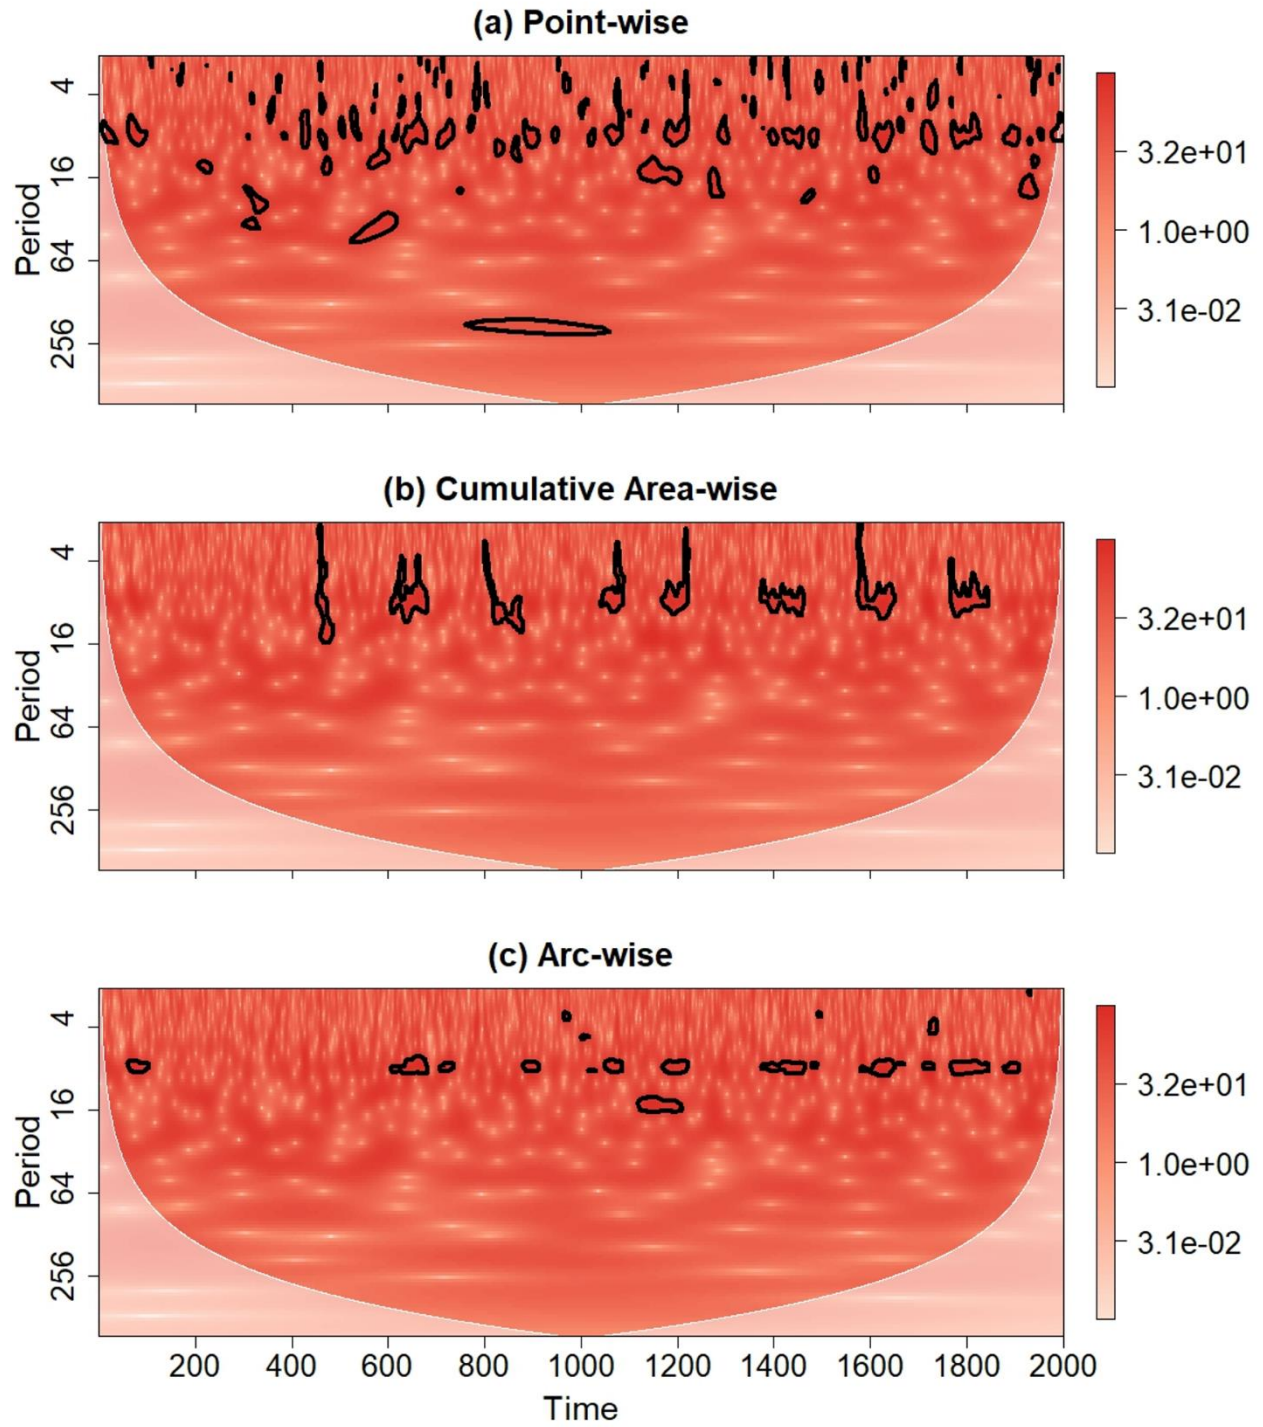 (a) Point-wise
Period
4
16
64
256
3.2e+01
1.0e+00
3.1e-02
(b) Cumulative Area-wise
Period
4
16
64
256
3.2e+01
1.0e+00
3.1e-02
(c) Arc-wise
Period
4
16
64
256
3.2e+01
1.0e+00
3.1e-02
200 400 600 800 1000 1200 1400 1600 1800 2000
Time